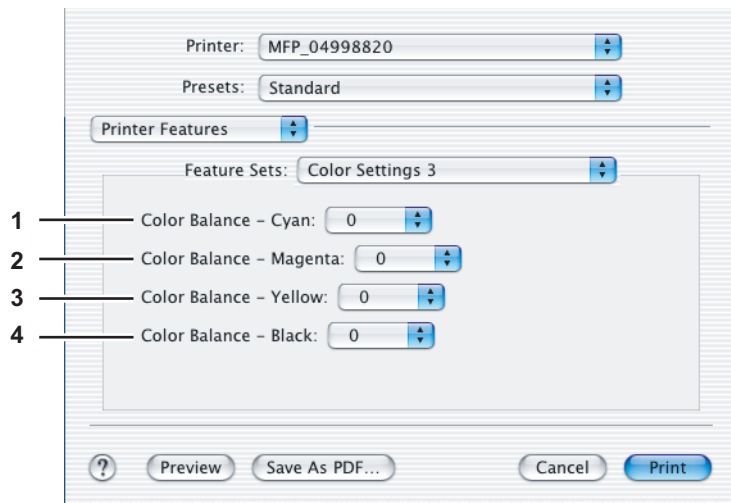 Printer: MFP_04998820
Presets: Standard
Printer Features
Feature Sets: Color Settings 3
1 Color Balance – Cyan: 0
2 Color Balance – Magenta: 0
3 Color Balance – Yellow: 0
4 Color Balance – Black: 0
? Preview Save As PDF... Cancel Print